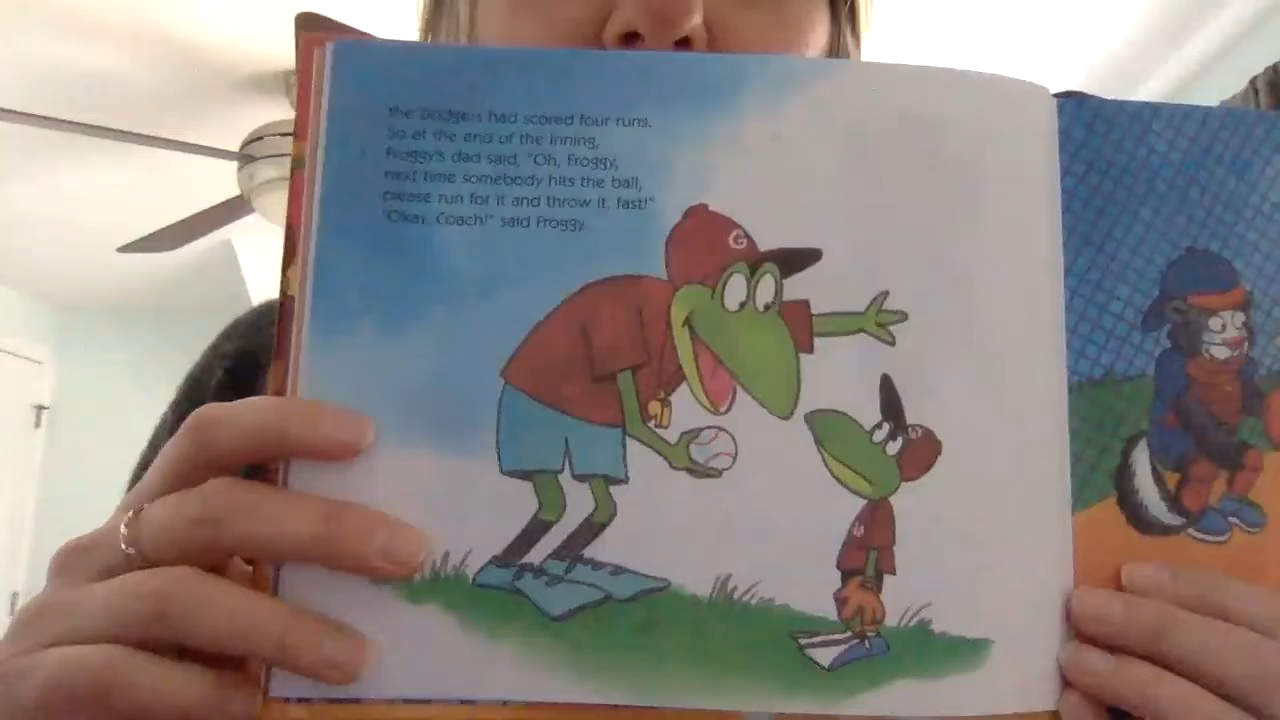 the Dodgers had scored four runs.
So at the end of the inning,
Froggy's dad said, "Oh, Froggy,
next time somebody hits the ball,
please run for it and throw it, fast!"
"Okay, Coach!" said Froggy.
G
G